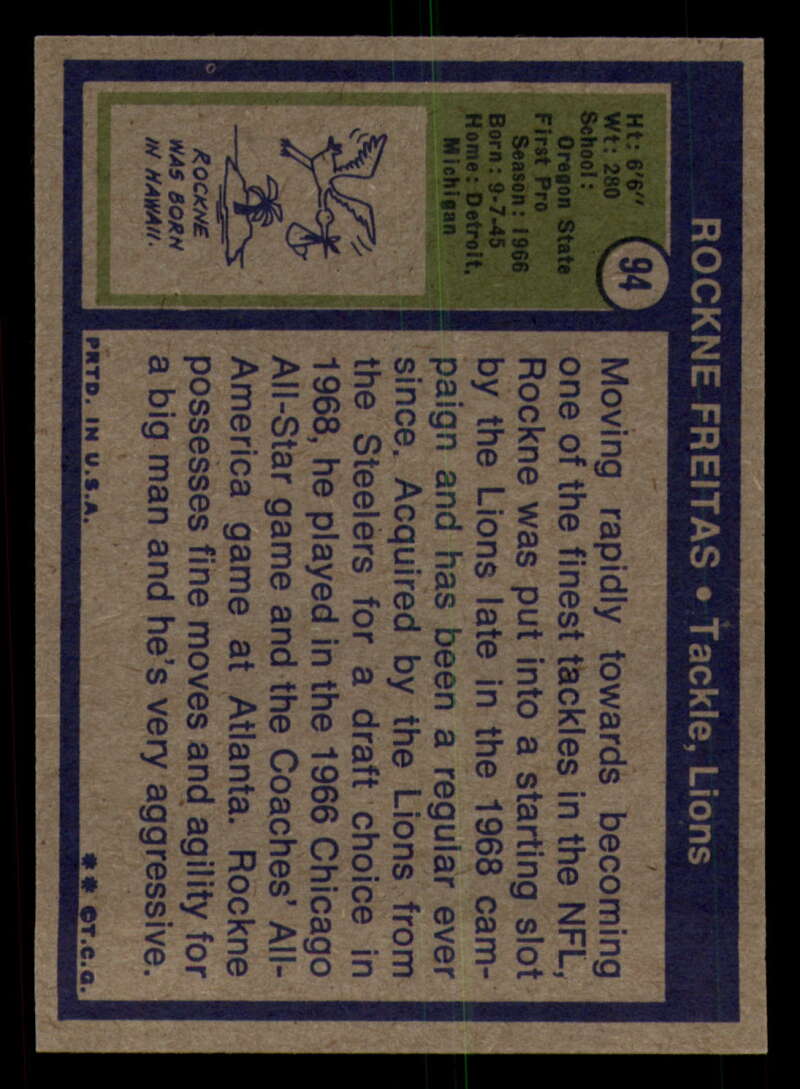 ROCKNE FREITAS • Tackle, Lions
94
Ht: 6'6"
Wt: 280
School:
Oregon State
First Pro
Season: 1966
Born: 9-7-45
Home: Detroit,
Michigan
ROCKNE
WAS BORN
IN HAWAII.
Moving rapidly towards becoming
one of the finest tackles in the NFL,
Rockne was put into a starting slot
by the Lions late in the 1968 cam-
paign and has been a regular ever
since. Acquired by the Lions from
the Steelers for a draft choice in
1968, he played in the 1966 Chicago
All-Star game and the Coaches' All-
America game at Atlanta. Rockne
possesses fine moves and agility for
a big man and he's very aggressive.
PRTD. IN U.S.A.
** ©T.C.G.